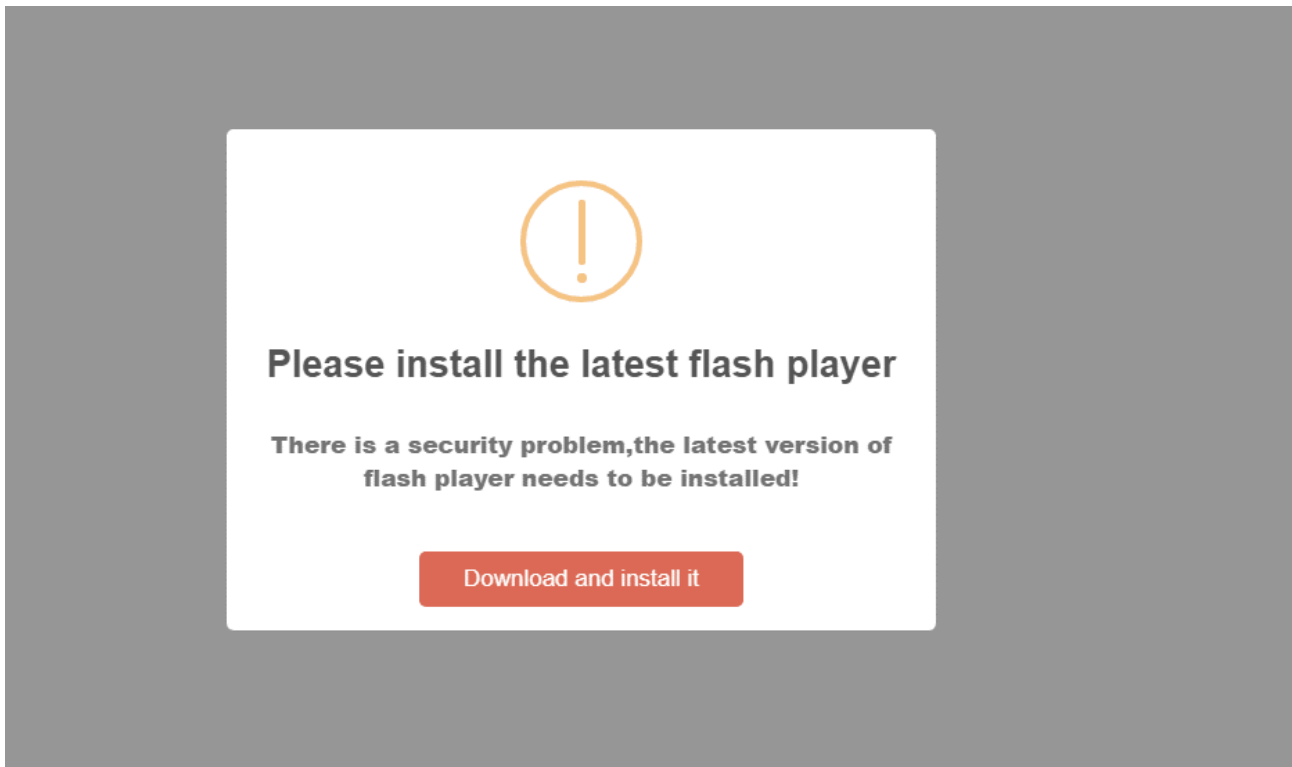 Please install the latest flash player
There is a security problem,the latest version of
flash player needs to be installed!
Download and install it